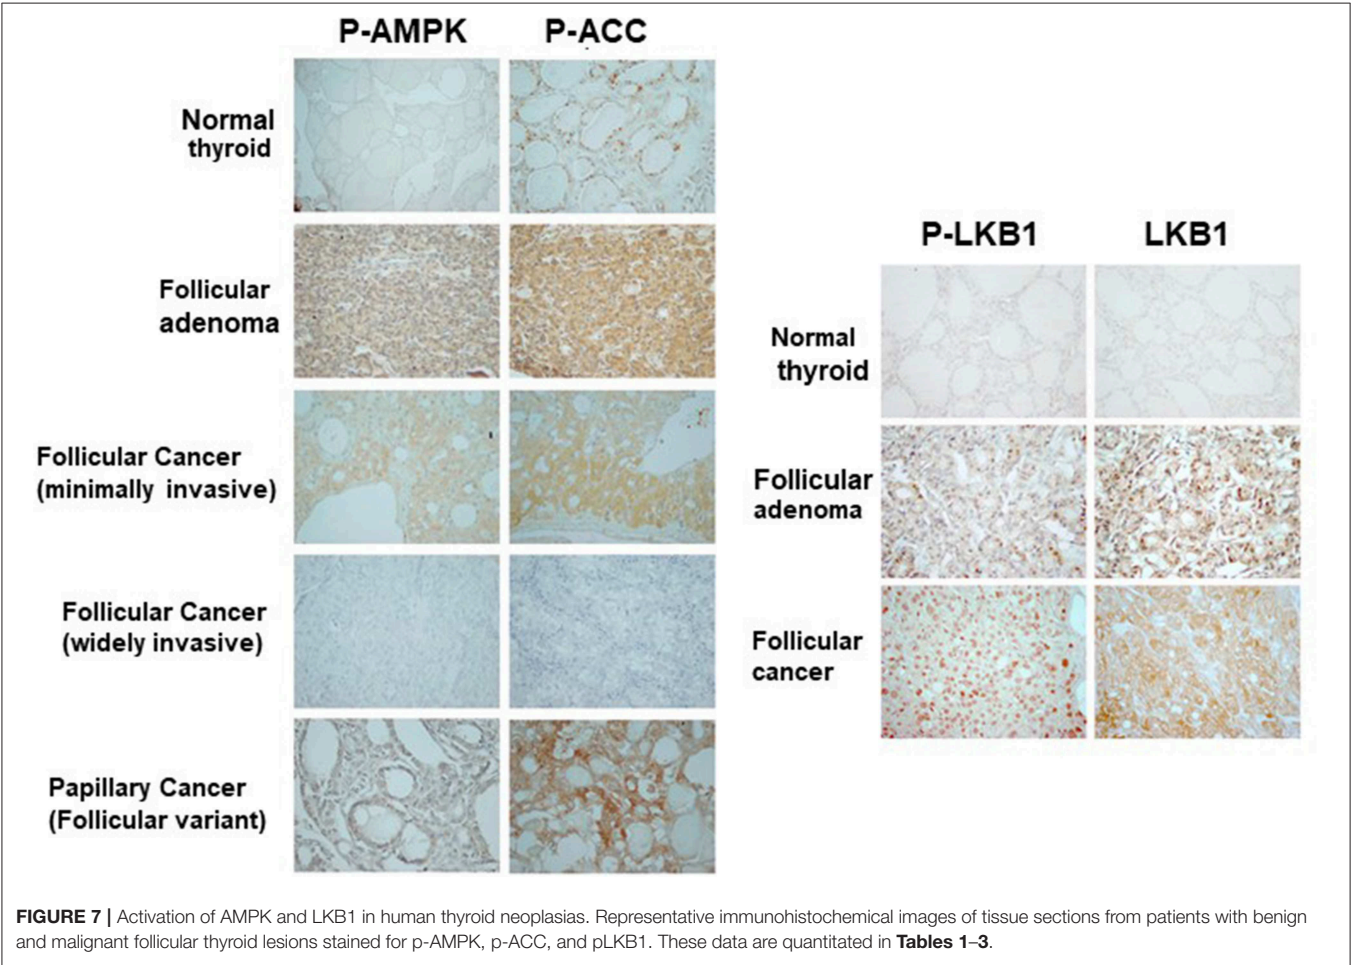 P-AMPK P-ACC
Normal
thyroid
Follicular
adenoma
Follicular Cancer
(minimally invasive)
Follicular Cancer
(widely invasive)
Papillary Cancer
(Follicular variant)
P-LKB1 LKB1
Normal
thyroid
Follicular
adenoma
Follicular
cancer
FIGURE 7 | Activation of AMPK and LKB1 in human thyroid neoplasias. Representative immunohistochemical images of tissue sections from patients with benign
and malignant follicular thyroid lesions stained for p-AMPK, p-ACC, and pLKB1. These data are quantitated in Tables 1–3.